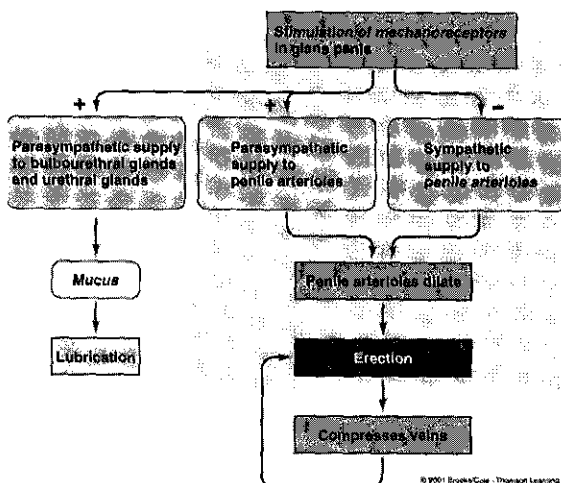 Stimulation of mechanoreceptors
in glans penis
+
+
–
Parasympathetic supply
to bulbourethral glands
and urethral glands
Parasympathetic
supply to
penile arterioles
Sympathetic
supply to
penile arterioles
Mucus
Penile arterioles dilate
Lubrication
Erection
Compresses veins
© 2001 Brooks/Cole - Thomson Learning